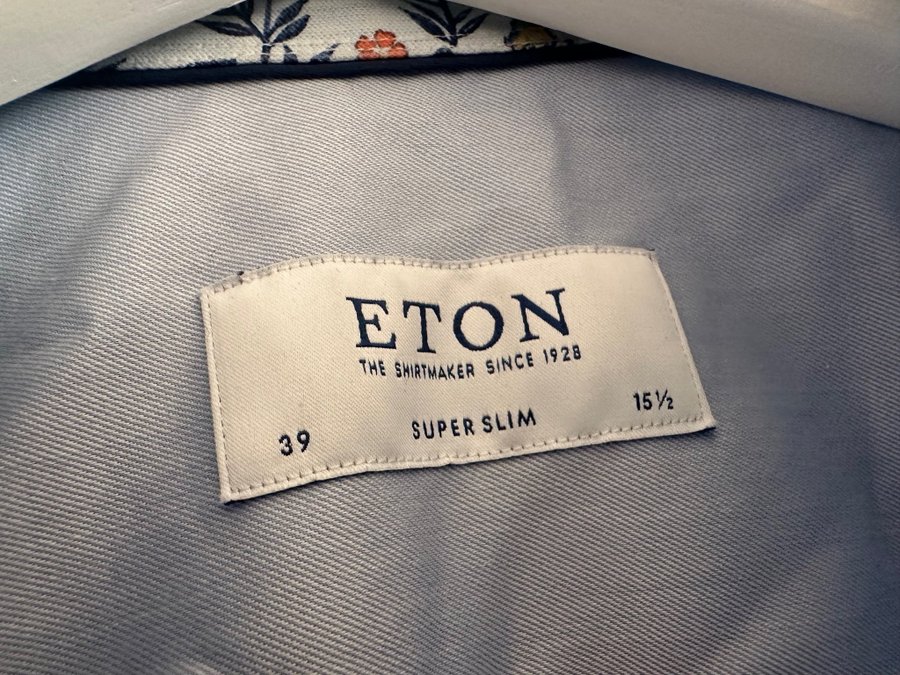 ETON
THE SHIRTMAKER SINCE 1928
39 SUPER SLIM 15½